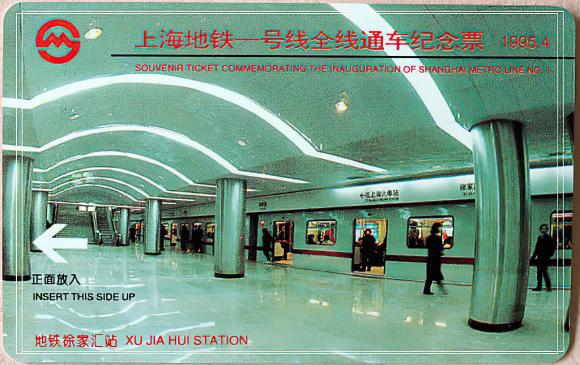 上海地铁一号线全线通车纪念票 1995.4
SOUVENIR TICKET COMMEMORATING THE INAUGURATION OF SHANGHAI METRO LINE NO. 1
正面放入
INSERT THIS SIDE UP
地铁徐家汇站 XU JIA HUI STATION